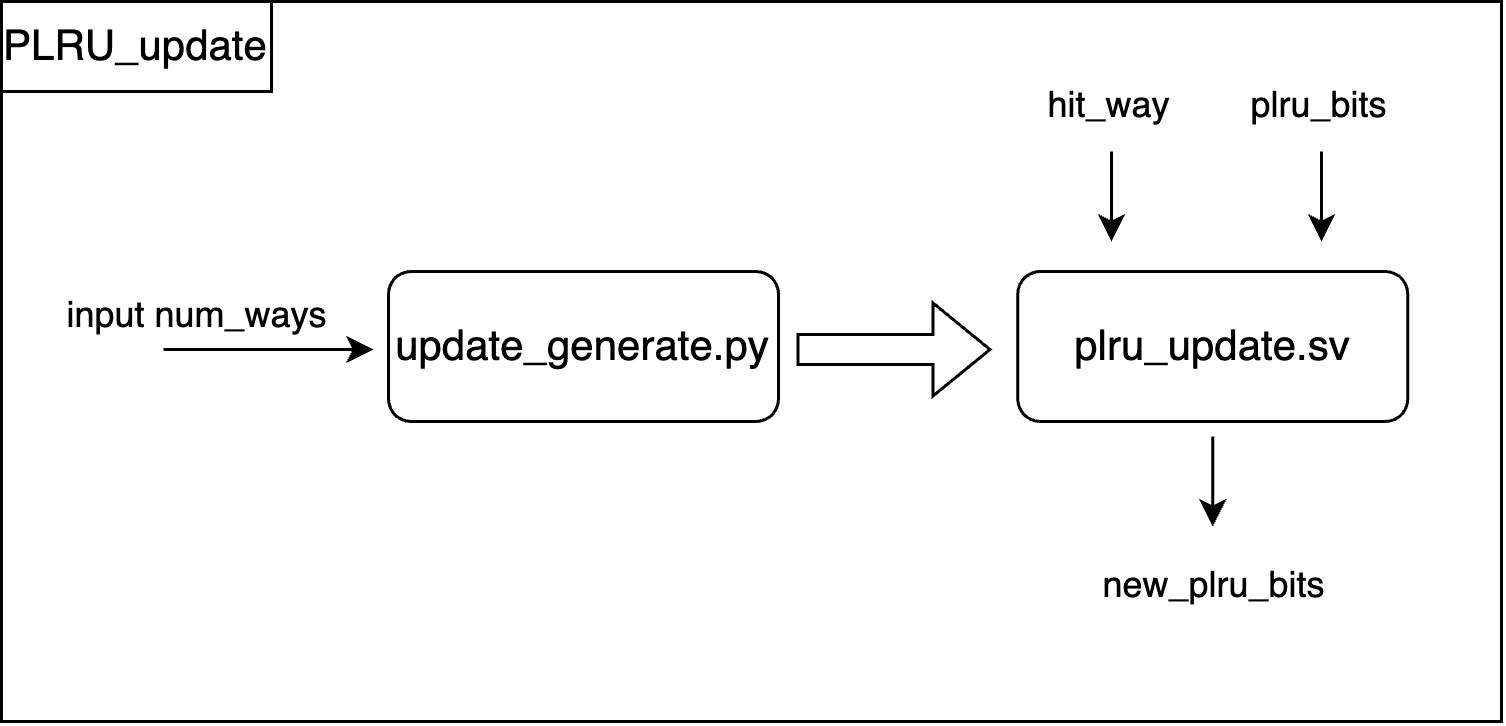 PLRU_update
hit_way
plru_bits
input num_ways
update_generate.py
plru_update.sv
new_plru_bits